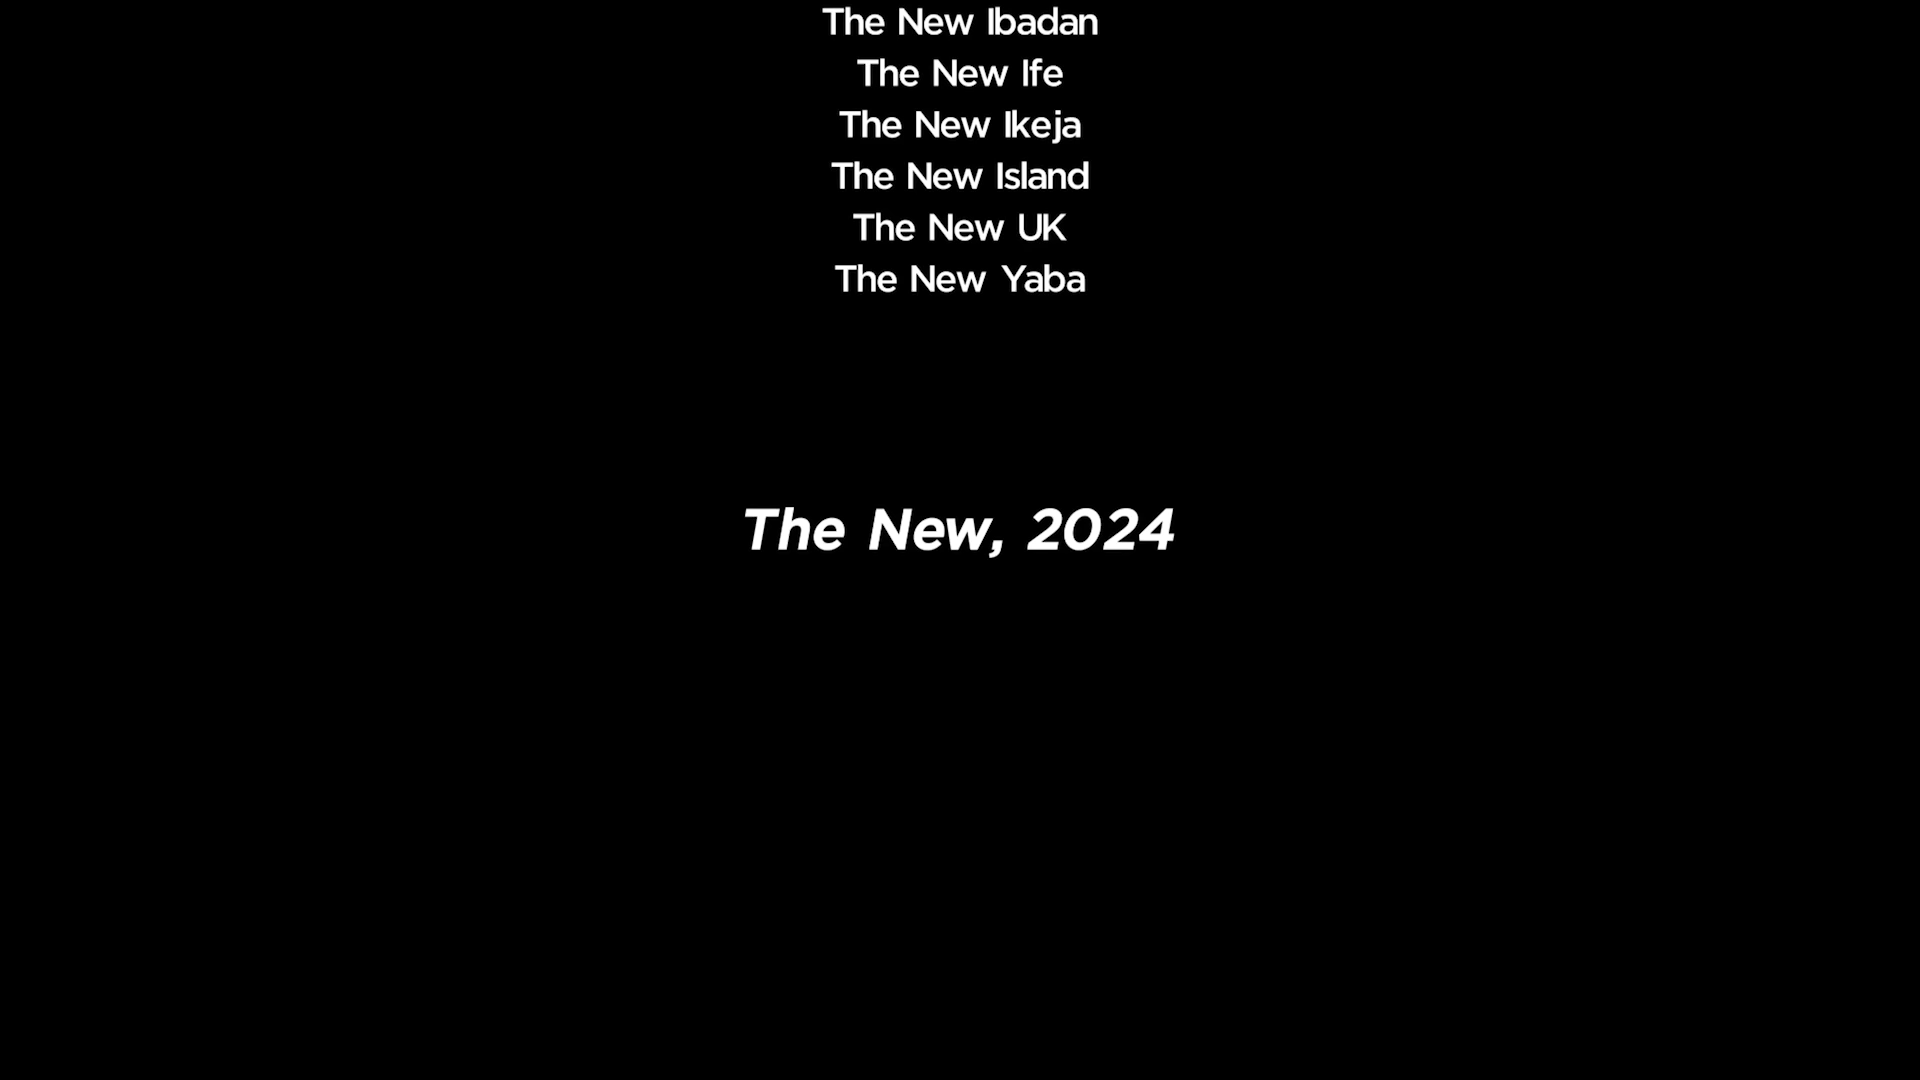 The New Ibadan
The New Ife
The New Ikeja
The New Island
The New UK
The New Yaba
The New, 2024